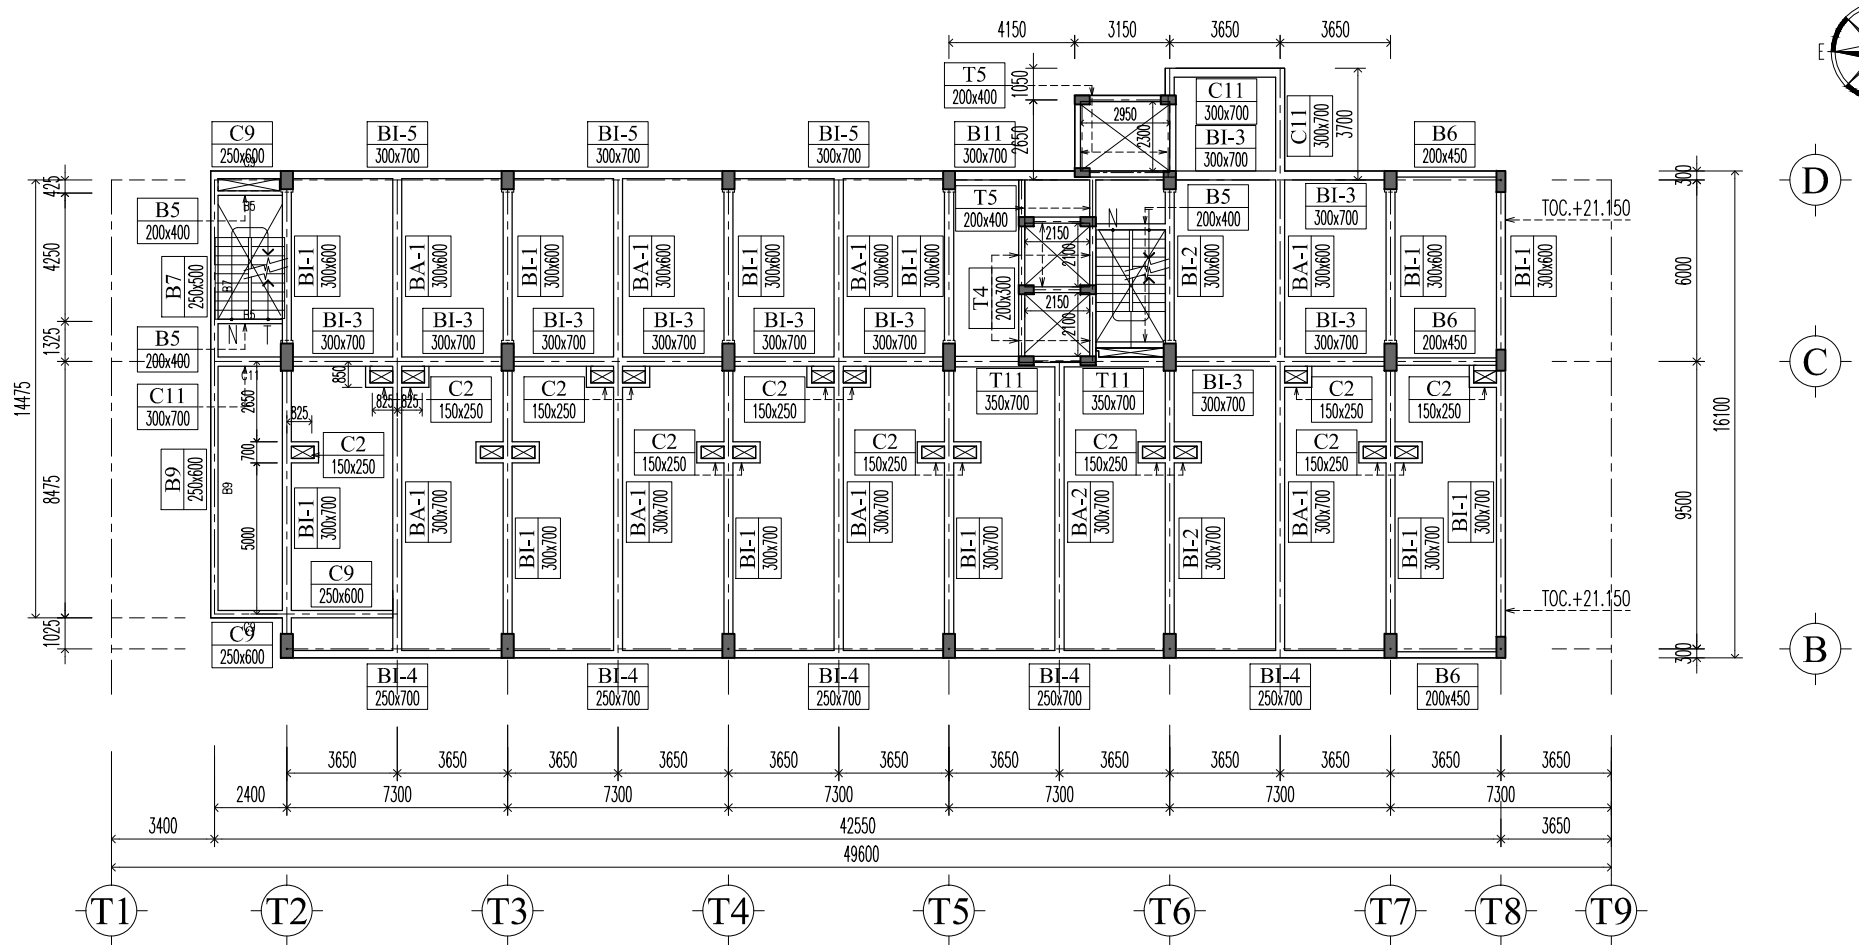 4150
3150
3650
3650
E
T5
200x400
1050
2650
2950
2300
C11
300x700
BI-3
300x700
C11
300x700
3700
C9
250x600
C9
BI-5
300x700
BI-5
300x700
BI-5
300x700
B11
300x700
B6
200x450
425
300
D
B5
200x400
B5
T5
200x400
N
T
B5
200x400
BI-3
300x700
TOC.+21.150
4250
B7
250x500
B7
BI-1
300x600
BA-1
300x600
BI-1
300x600
BA-1
300x600
BI-1
300x600
BA-1
300x600
BI-1
300x600
2150
2100
T4
200x300
2150
2100
BI-2
300x600
BA-1
300x600
BI-1
300x600
BI-1
300x600
6000
B5
200x400
B5
N
T
1325
BI-3
300x700
BI-3
300x700
BI-3
300x700
BI-3
300x700
BI-3
300x700
BI-3
300x700
BI-3
300x700
B6
200x450
C
14475
C11
300x700
C11
2650
850
825
825
825
C2
150x250
C2
150x250
C2
150x250
T11
350x700
T11
350x700
BI-3
300x700
C2
150x250
C2
150x250
16100
700
C2
150x250
C2
150x250
C2
150x250
C2
150x250
C2
150x250
8475
B9
250x600
B9
5000
BI-1
300x700
BA-1
300x700
BI-1
300x700
BA-1
300x700
BI-1
300x700
BA-1
300x700
BI-1
300x700
BA-2
300x700
BI-2
300x700
BA-1
300x700
BI-1
300x700
BI-1
300x700
9500
C9
250x600
TOC.+21.150
1025
C9
C9
250x600
300
B
BI-4
250x700
BI-4
250x700
BI-4
250x700
BI-4
250x700
BI-4
250x700
B6
200x450
3650
3650
3650
3650
3650
3650
3650
3650
3650
3650
3650
3650
2400
7300
7300
7300
7300
7300
7300
3400
42550
3650
49600
T1
T2
T3
T4
T5
T6
T7
T8
T9